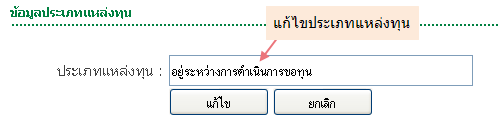 ข้อมูลประเภทแหล่งทุน
แก้ไขประเภทแหล่งทุน
ประเภทแหล่งทุน : อยู่ระหว่างการดำเนินการขอทุน
แก้ไข ยกเลิก